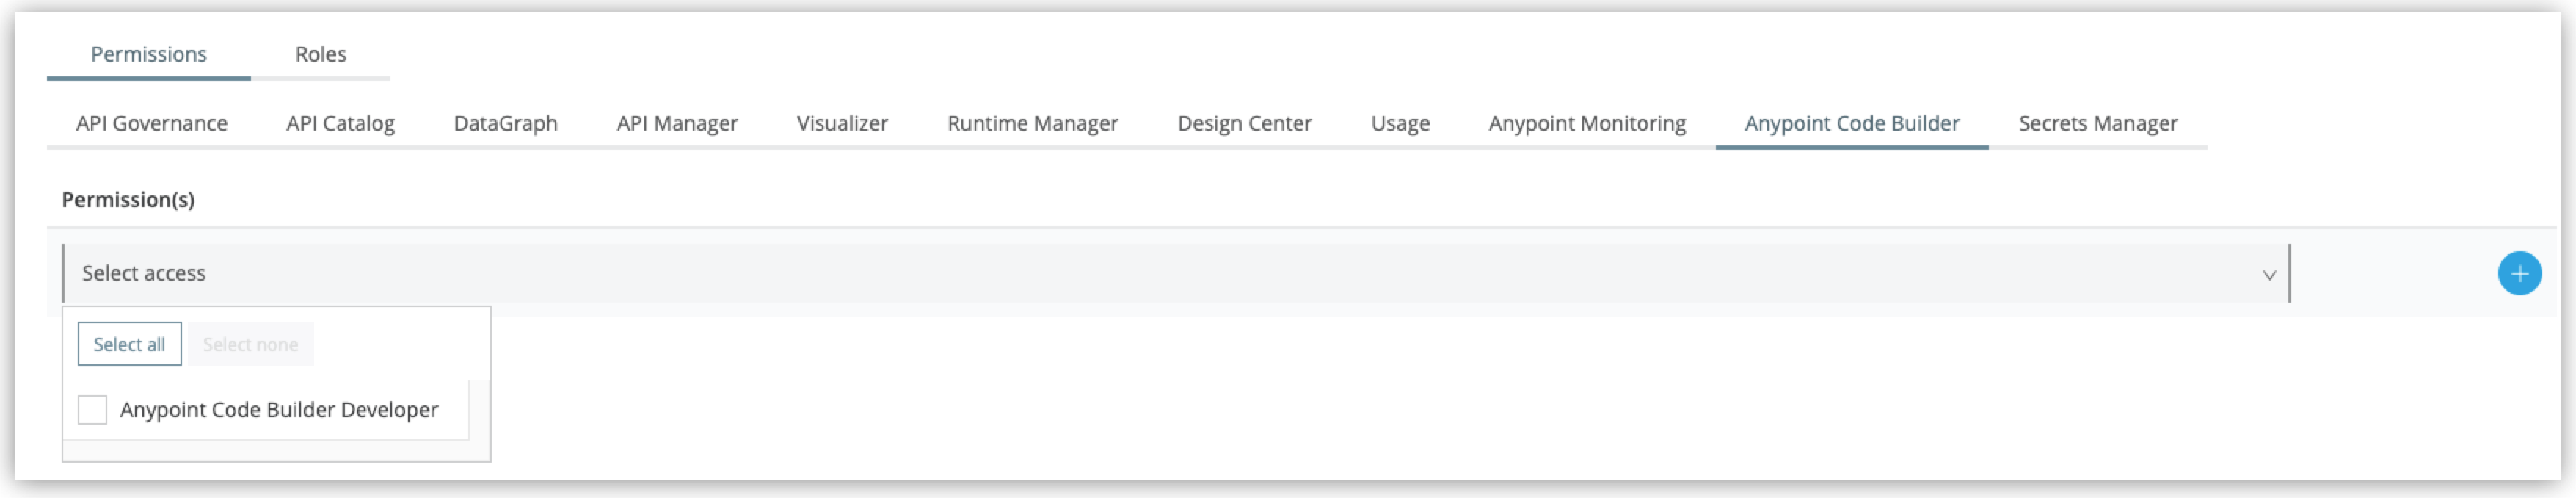 Permissions Roles
API Governance API Catalog DataGraph API Manager Visualizer Runtime Manager Design Center Usage Anypoint Monitoring Anypoint Code Builder Secrets Manager
Permission(s)
Select access
Select all Select none
Anypoint Code Builder Developer